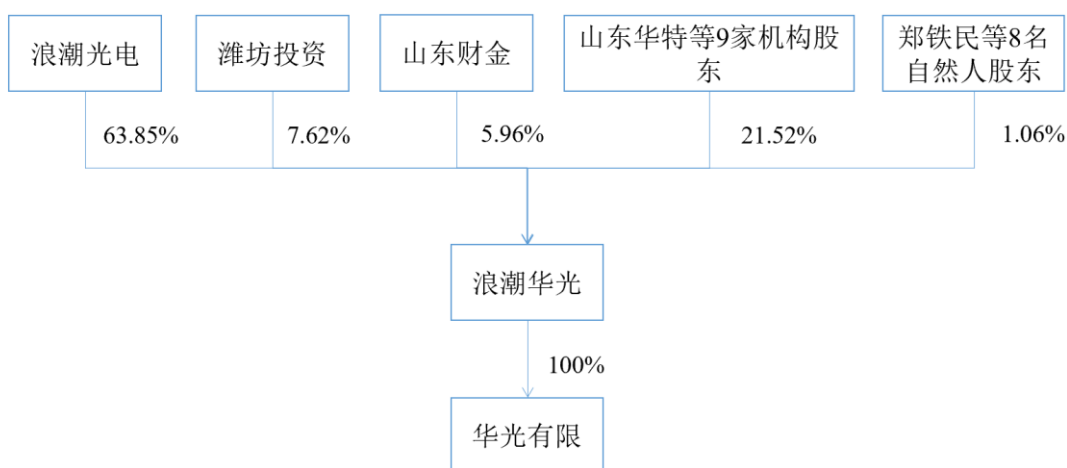 浪潮光电
潍坊投资
山东财金
山东华特等9家机构股
东
郑铁民等8名
自然人股东
63.85%
7.62%
5.96%
21.52%
1.06%
浪潮华光
100%
华光有限